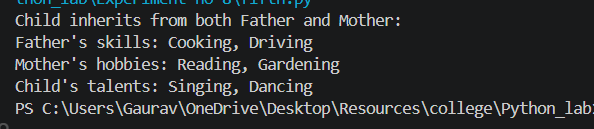 thon_lab\Experiment no 8\fifth.py
Child inherits from both Father and Mother:
Father's skills: Cooking, Driving
Mother's hobbies: Reading, Gardening
Child's talents: Singing, Dancing
PS C:\Users\Gaurav\OneDrive\Desktop\Resources\college\Python_lab